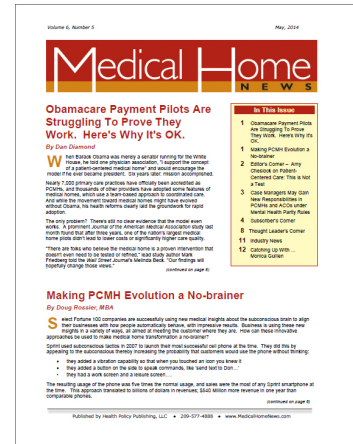 Volume 6, Number 5
May, 2014
Medical Home
NEWS
Obamacare Payment Pilots Are
Struggling To Prove They
Work. Here's Why It's OK.
By Dan Diamond
When Barack Obama was merely a senator running for the White
House, he told one physician association, "I support the concept
of a patient-centered medical home" and would encourage the
model if he ever became president. Six years later: mission accomplished.
Nearly 7,000 primary care practices have officially been accredited as
PCMHs, and thousands of other providers have adopted some features of
medical homes, which use a team-based approach to coordinated care.
And while the movement toward medical homes might have evolved
without Obama, his health reforms clearly laid the groundwork for rapid
adoption.
The only problem? There's still no clear evidence that the model even
works. A prominent Journal of the American Medical Association study last
month found that after three years, one of the nation's largest medical
home pilots didn't lead to lower costs or significantly higher care quality.
"There are folks who believe the medical home is a proven intervention that
doesn't even need to be tested or refined," lead study author Mark
Friedberg told the Wall Street Journal's Melinda Beck. "Our findings will
hopefully change those views."
(continued on page 5)
In This Issue
1 Obamacare Payment Pilots
Are Struggling To Prove
They Work. Here's Why It's
OK.
1 Making PCMH Evolution a
No-brainer
2 Editor's Corner – Amy
Cheslock on Patient-
Centered Care: This is Not
a Test
3 Case Managers May Gain
New Responsibilities in
PCMHs and ACOs under
Mental Health Parity Rules
4 Subscriber's Corner
8 Thought Leader's Corner
11 Industry News
12 Catching Up With ...
Monica Gullen
Making PCMH Evolution a No-brainer
By Doug Rossier, MBA
Select Fortune 100 companies are successfully using new medical insights about the subconscious brain to align
their businesses with how people automatically behave, with impressive results. Business is using these new
insights in a variety of ways, all aimed at meeting the customer where they are. How can these innovative
approaches be used to make medical home transformation a no-brainer?
Sprint used subconscious tactics in 2007 to launch their most successful cell phone at the time. They did this by
appealing to the subconscious thereby increasing the probability that customers would use the phone without thinking:
• they added a vibration capability so that when you touched an icon you knew it
• they added a button on the side to speak commands, like 'send text to Don...'
• they had a work screen and a leisure screen....
The resulting usage of the phone was five times the normal usage, and sales were the most of any Sprint smartphone at
the time. This approach translated to billions of dollars in revenues; $540 Million more revenue in one year than
comparable phones.
(continued on page 6)
Published by Health Policy Publishing, LLC • 209-577-4888 • www.MedicalHomeNews.com